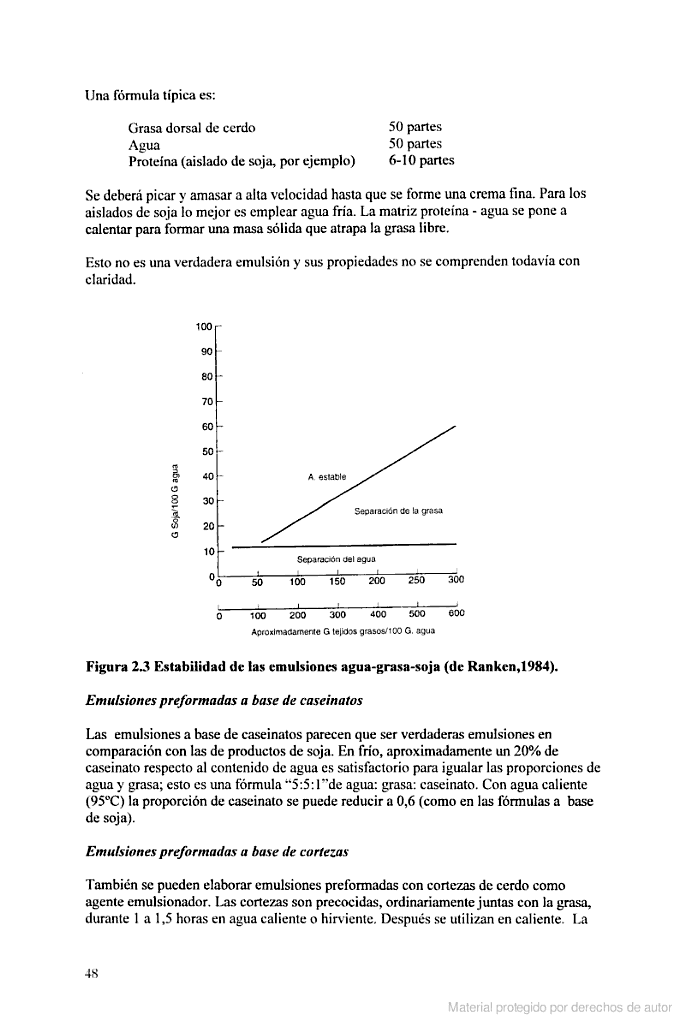 Una fórmula típica es:
Grasa dorsal de cerdo 50 partes
Agua 50 partes
Proteína (aislado de soja, por ejemplo) 6-10 partes
Se deberá picar y amasar a alta velocidad hasta que se forme una crema fina. Para los
aislados de soja lo mejor es emplear agua fría. La matriz proteína - agua se pone a
calentar para formar una masa sólida que atrapa la grasa libre.
Esto no es una verdadera emulsión y sus propiedades no se comprenden todavía con
claridad.
100
90
80
70
60
50
40
30
20
10
0
G Soja/100 G agua
A. estable
Separación de la grasa
Separación del agua
0 50 100 150 200 250 300
0 100 200 300 400 500 600
Aproximadamente G tejidos grasos/100 G. agua
Figura 2.3 Estabilidad de las emulsiones agua-grasa-soja (de Ranken,1984).
Emulsiones preformadas a base de caseinatos
Las emulsiones a base de caseinatos parecen que ser verdaderas emulsiones en
comparación con las de productos de soja. En frío, aproximadamente un 20% de
caseinato respecto al contenido de agua es satisfactorio para igualar las proporciones de
agua y grasa; esto es una fórmula “5:5:1”de agua: grasa: caseinato. Con agua caliente
(95ºC) la proporción de caseinato se puede reducir a 0,6 (como en las fórmulas a base
de soja).
Emulsiones preformadas a base de cortezas
También se pueden elaborar emulsiones preformadas con cortezas de cerdo como
agente emulsionador. Las cortezas son precocidas, ordinariamente juntas con la grasa,
durante 1 a 1,5 horas en agua caliente o hirviente. Después se utilizan en caliente. La
48
Material protegido por derechos de autor